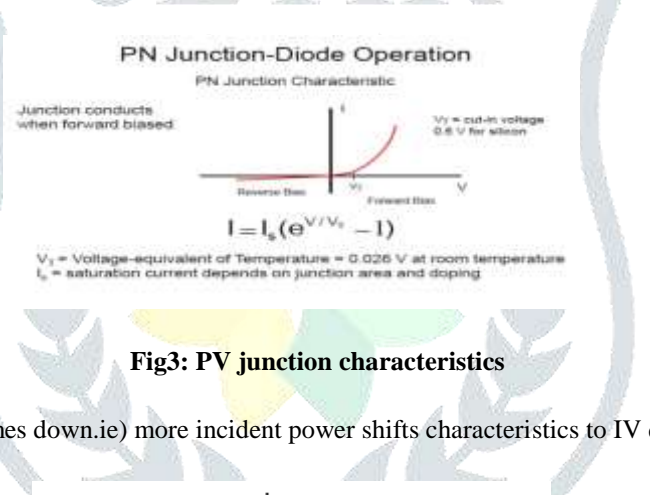 PN Junction-Diode Operation
PN Junction Characteristic
Junction conducts
when forward biased
I
Vγ = cut-in voltage
0.6 V for silicon
Reverse Bias
Vγ
Forward Bias
V
I = Iₛ(e^V/V_T − 1)
V_T = Voltage-equivalent of Temperature = 0.026 V at room temperature
Iₛ = saturation current depends on junction area and doping
Fig3: PV junction characteristics
down.ie) more incident power shifts characteristics to IV